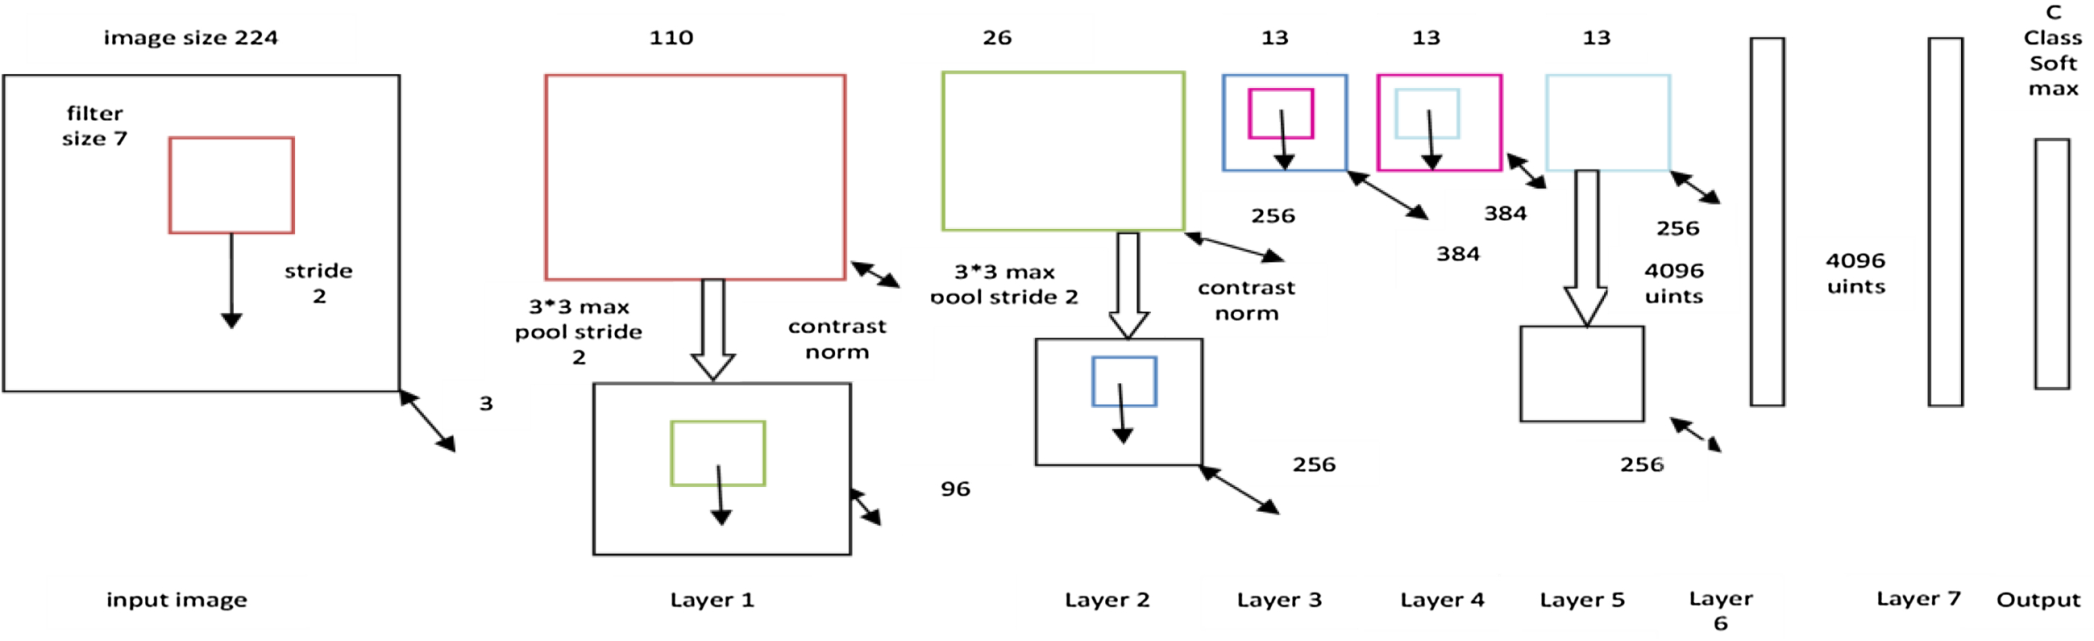 image size 224
filter
size 7
stride
2
3
input image
110
3*3 max
pool stride
2
contrast
norm
96
Layer 1
26
3*3 max
pool stride 2
contrast
norm
256
Layer 2
13
256
384
Layer 3
13
384
Layer 4
13
256
4096
uints
256
Layer 5
Layer
6
4096
uints
Layer 7
C
Class
Soft
max
Output